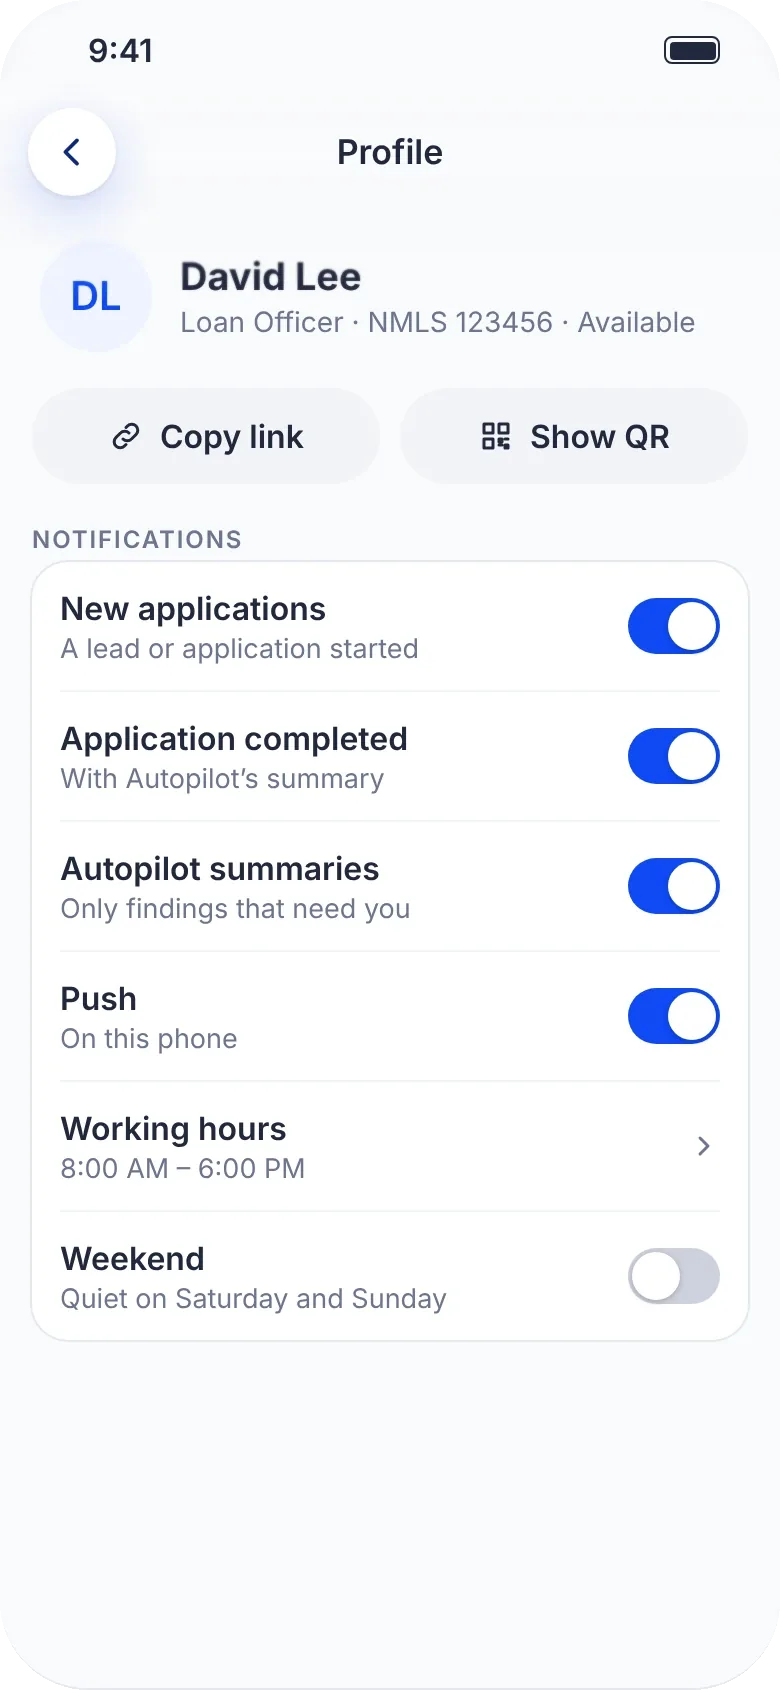 9:41
Profile
DL
David Lee
Loan Officer · NMLS 123456 · Available
Copy link
Show QR
NOTIFICATIONS
New applications
A lead or application started
Application completed
With Autopilot’s summary
Autopilot summaries
Only findings that need you
Push
On this phone
Working hours
8:00 AM – 6:00 PM
Weekend
Quiet on Saturday and Sunday